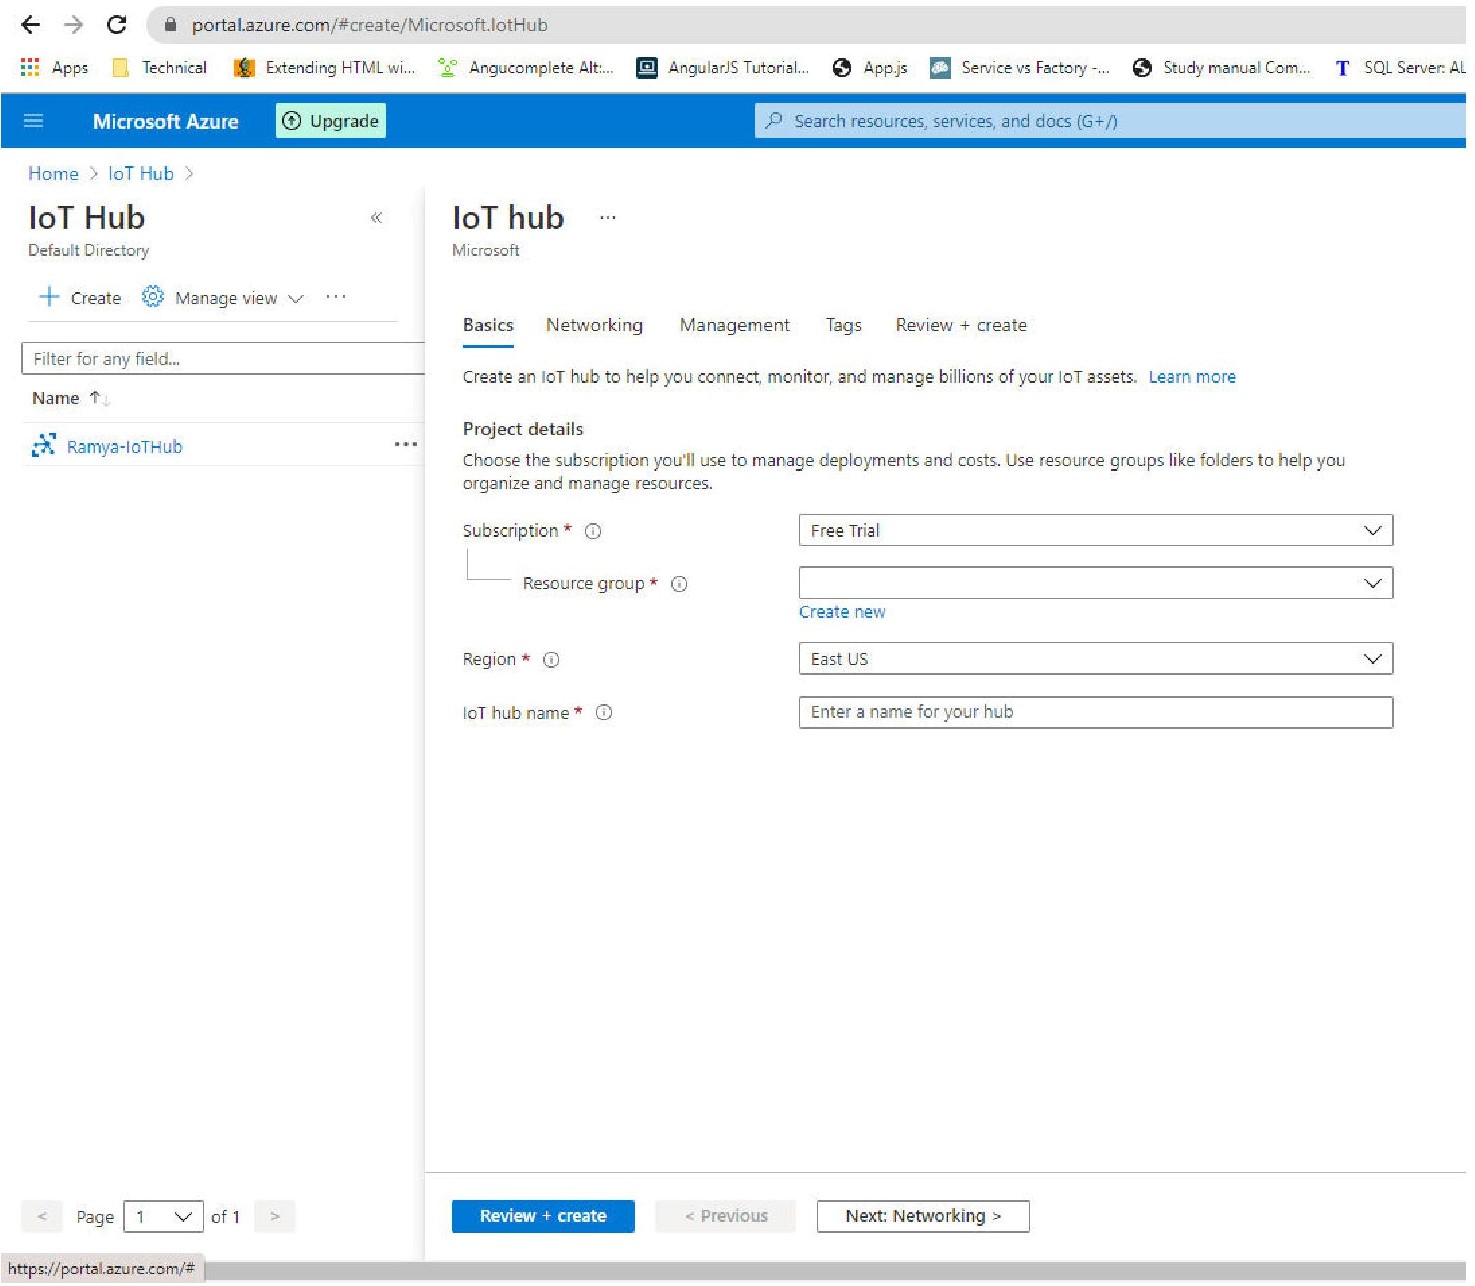 portal.azure.com/#create/Microsoft.IotHub
Apps Technical Extending HTML wi... Angucomplete Alt:... AngularJS Tutorial... App.js Service vs Factory -... Study manual Com... T SQL Server: AL
Microsoft Azure Upgrade Search resources, services, and docs (G+/)
Home > IoT Hub >
IoT Hub «
Default Directory
+ Create Manage view ...
Filter for any field...
Name ↑↓
Ramya-IoTHub ...
< Page 1 of 1 >
https://portal.azure.com/#
IoT hub ...
Microsoft
Basics Networking Management Tags Review + create
Create an IoT hub to help you connect, monitor, and manage billions of your IoT assets. Learn more
Project details
Choose the subscription you'll use to manage deployments and costs. Use resource groups like folders to help you
organize and manage resources.
Subscription * Free Trial
Resource group *
Create new
Region * East US
IoT hub name * Enter a name for your hub
Review + create < Previous Next: Networking >